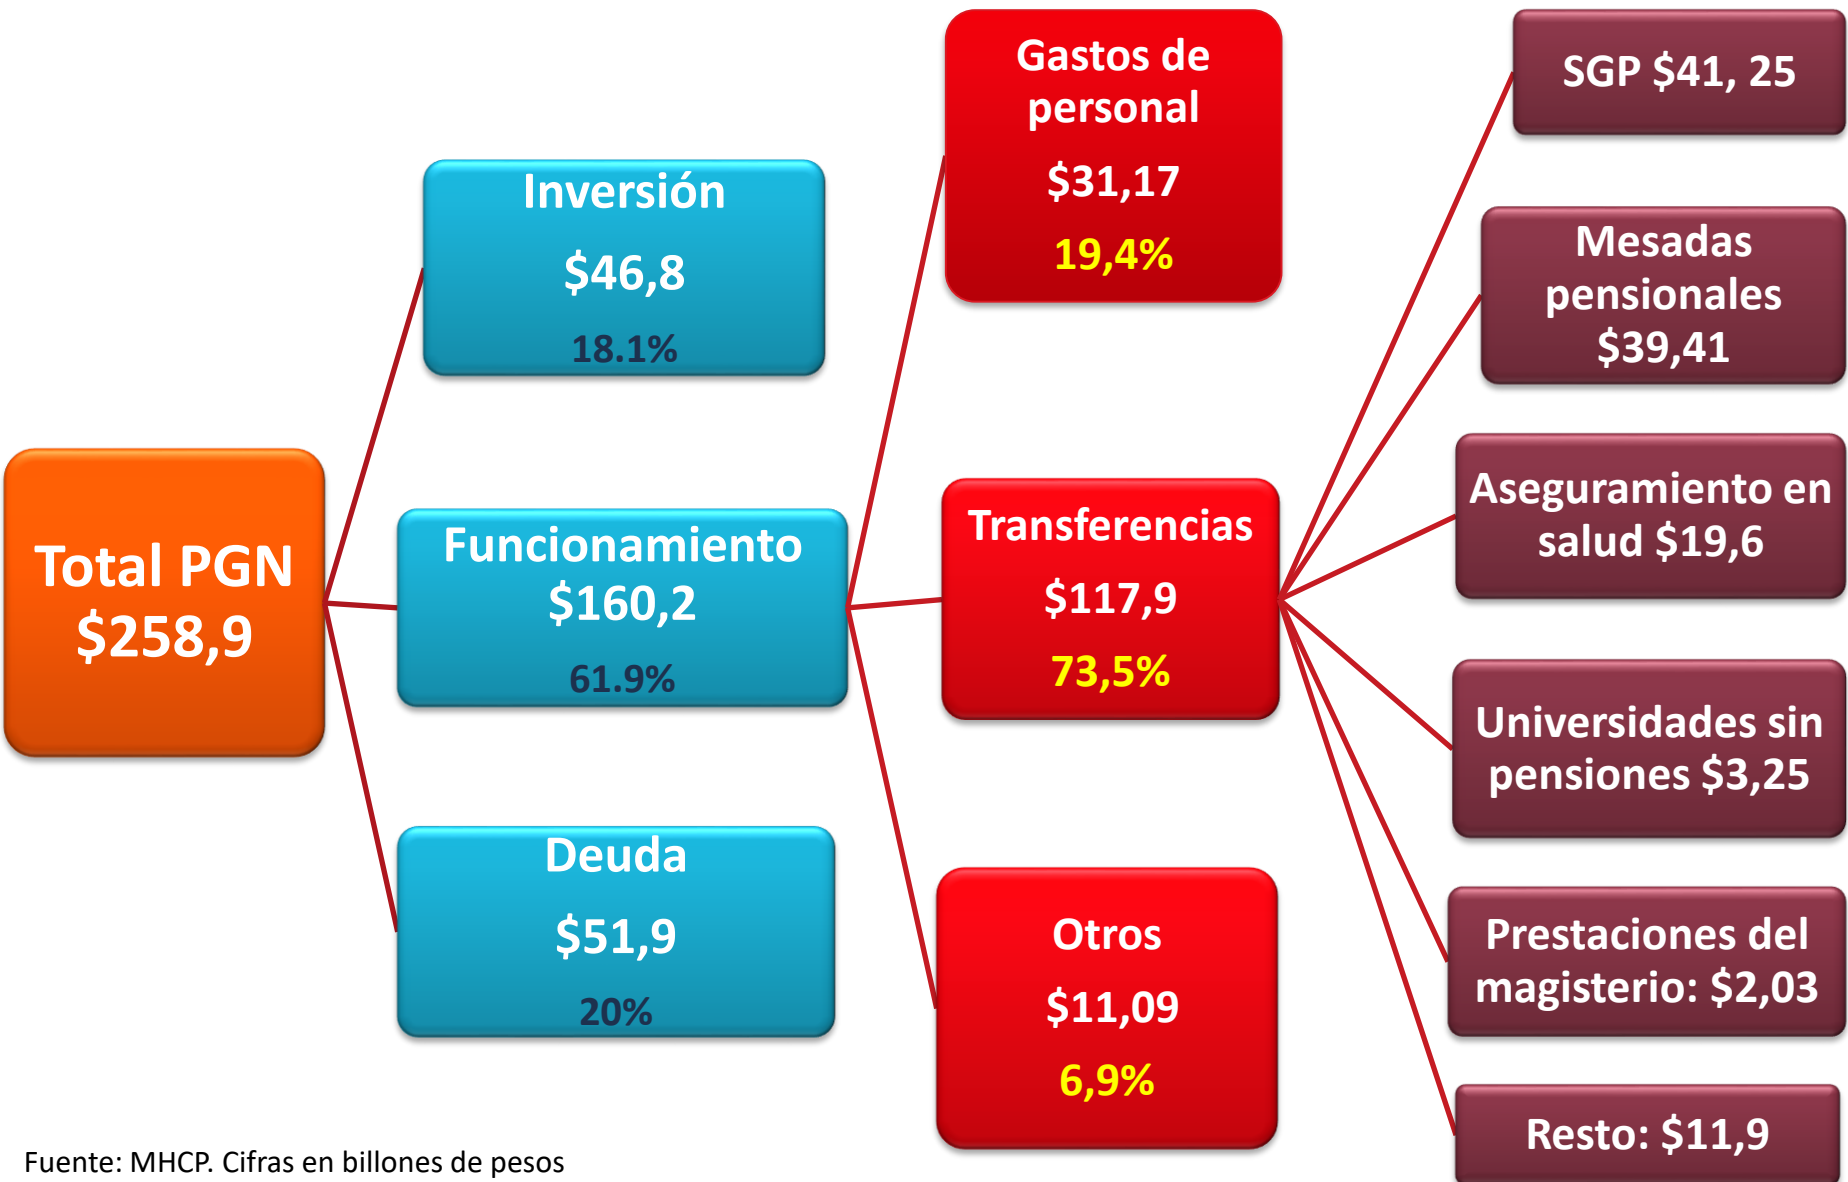 Total PGN
$258,9
Inversión
$46,8
18.1%
Funcionamiento
$160,2
61.9%
Deuda
$51,9
20%
Gastos de
personal
$31,17
19,4%
Transferencias
$117,9
73,5%
Otros
$11,09
6,9%
SGP $41, 25
Mesadas
pensionales
$39,41
Aseguramiento en
salud $19,6
Universidades sin
pensiones $3,25
Prestaciones del
magisterio: $2,03
Resto: $11,9
Fuente: MHCP. Cifras en billones de pesos